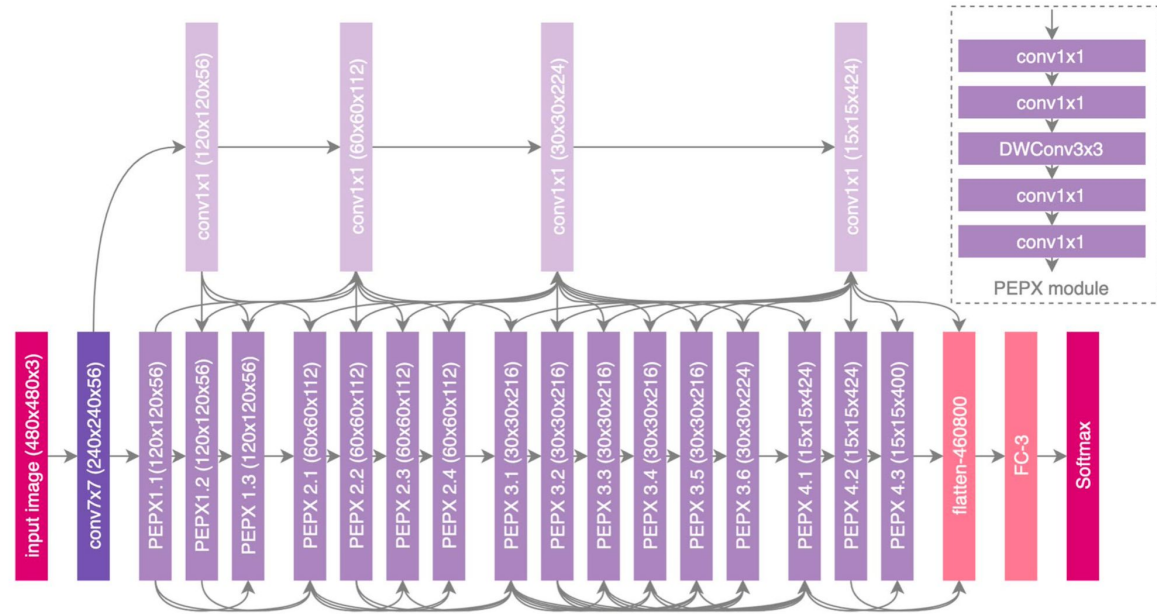 conv1x1 (120x120x56)
conv1x1 (60x60x112)
conv1x1 (30x30x224)
conv1x1 (15x15x424)
conv1x1
conv1x1
DWConv3x3
conv1x1
conv1x1
PEPX module
input image (480x480x3)
conv7x7 (240x240x56)
PEPX1.1(120x120x56)
PEPX1.2 (120x120x56)
PEPX 1.3 (120x120x56)
PEPX 2.1 (60x60x112)
PEPX 2.2 (60x60x112)
PEPX 2.3 (60x60x112)
PEPX 2.4 (60x60x112)
PEPX 3.1 (30x30x216)
PEPX 3.2 (30x30x216)
PEPX 3.3 (30x30x216)
PEPX 3.4 (30x30x216)
PEPX 3.5 (30x30x216)
PEPX 3.6 (30x30x224)
PEPX 4.1 (15x15x424)
PEPX 4.2 (15x15x424)
PEPX 4.3 (15x15x400)
flatten-460800
FC-3
Softmax